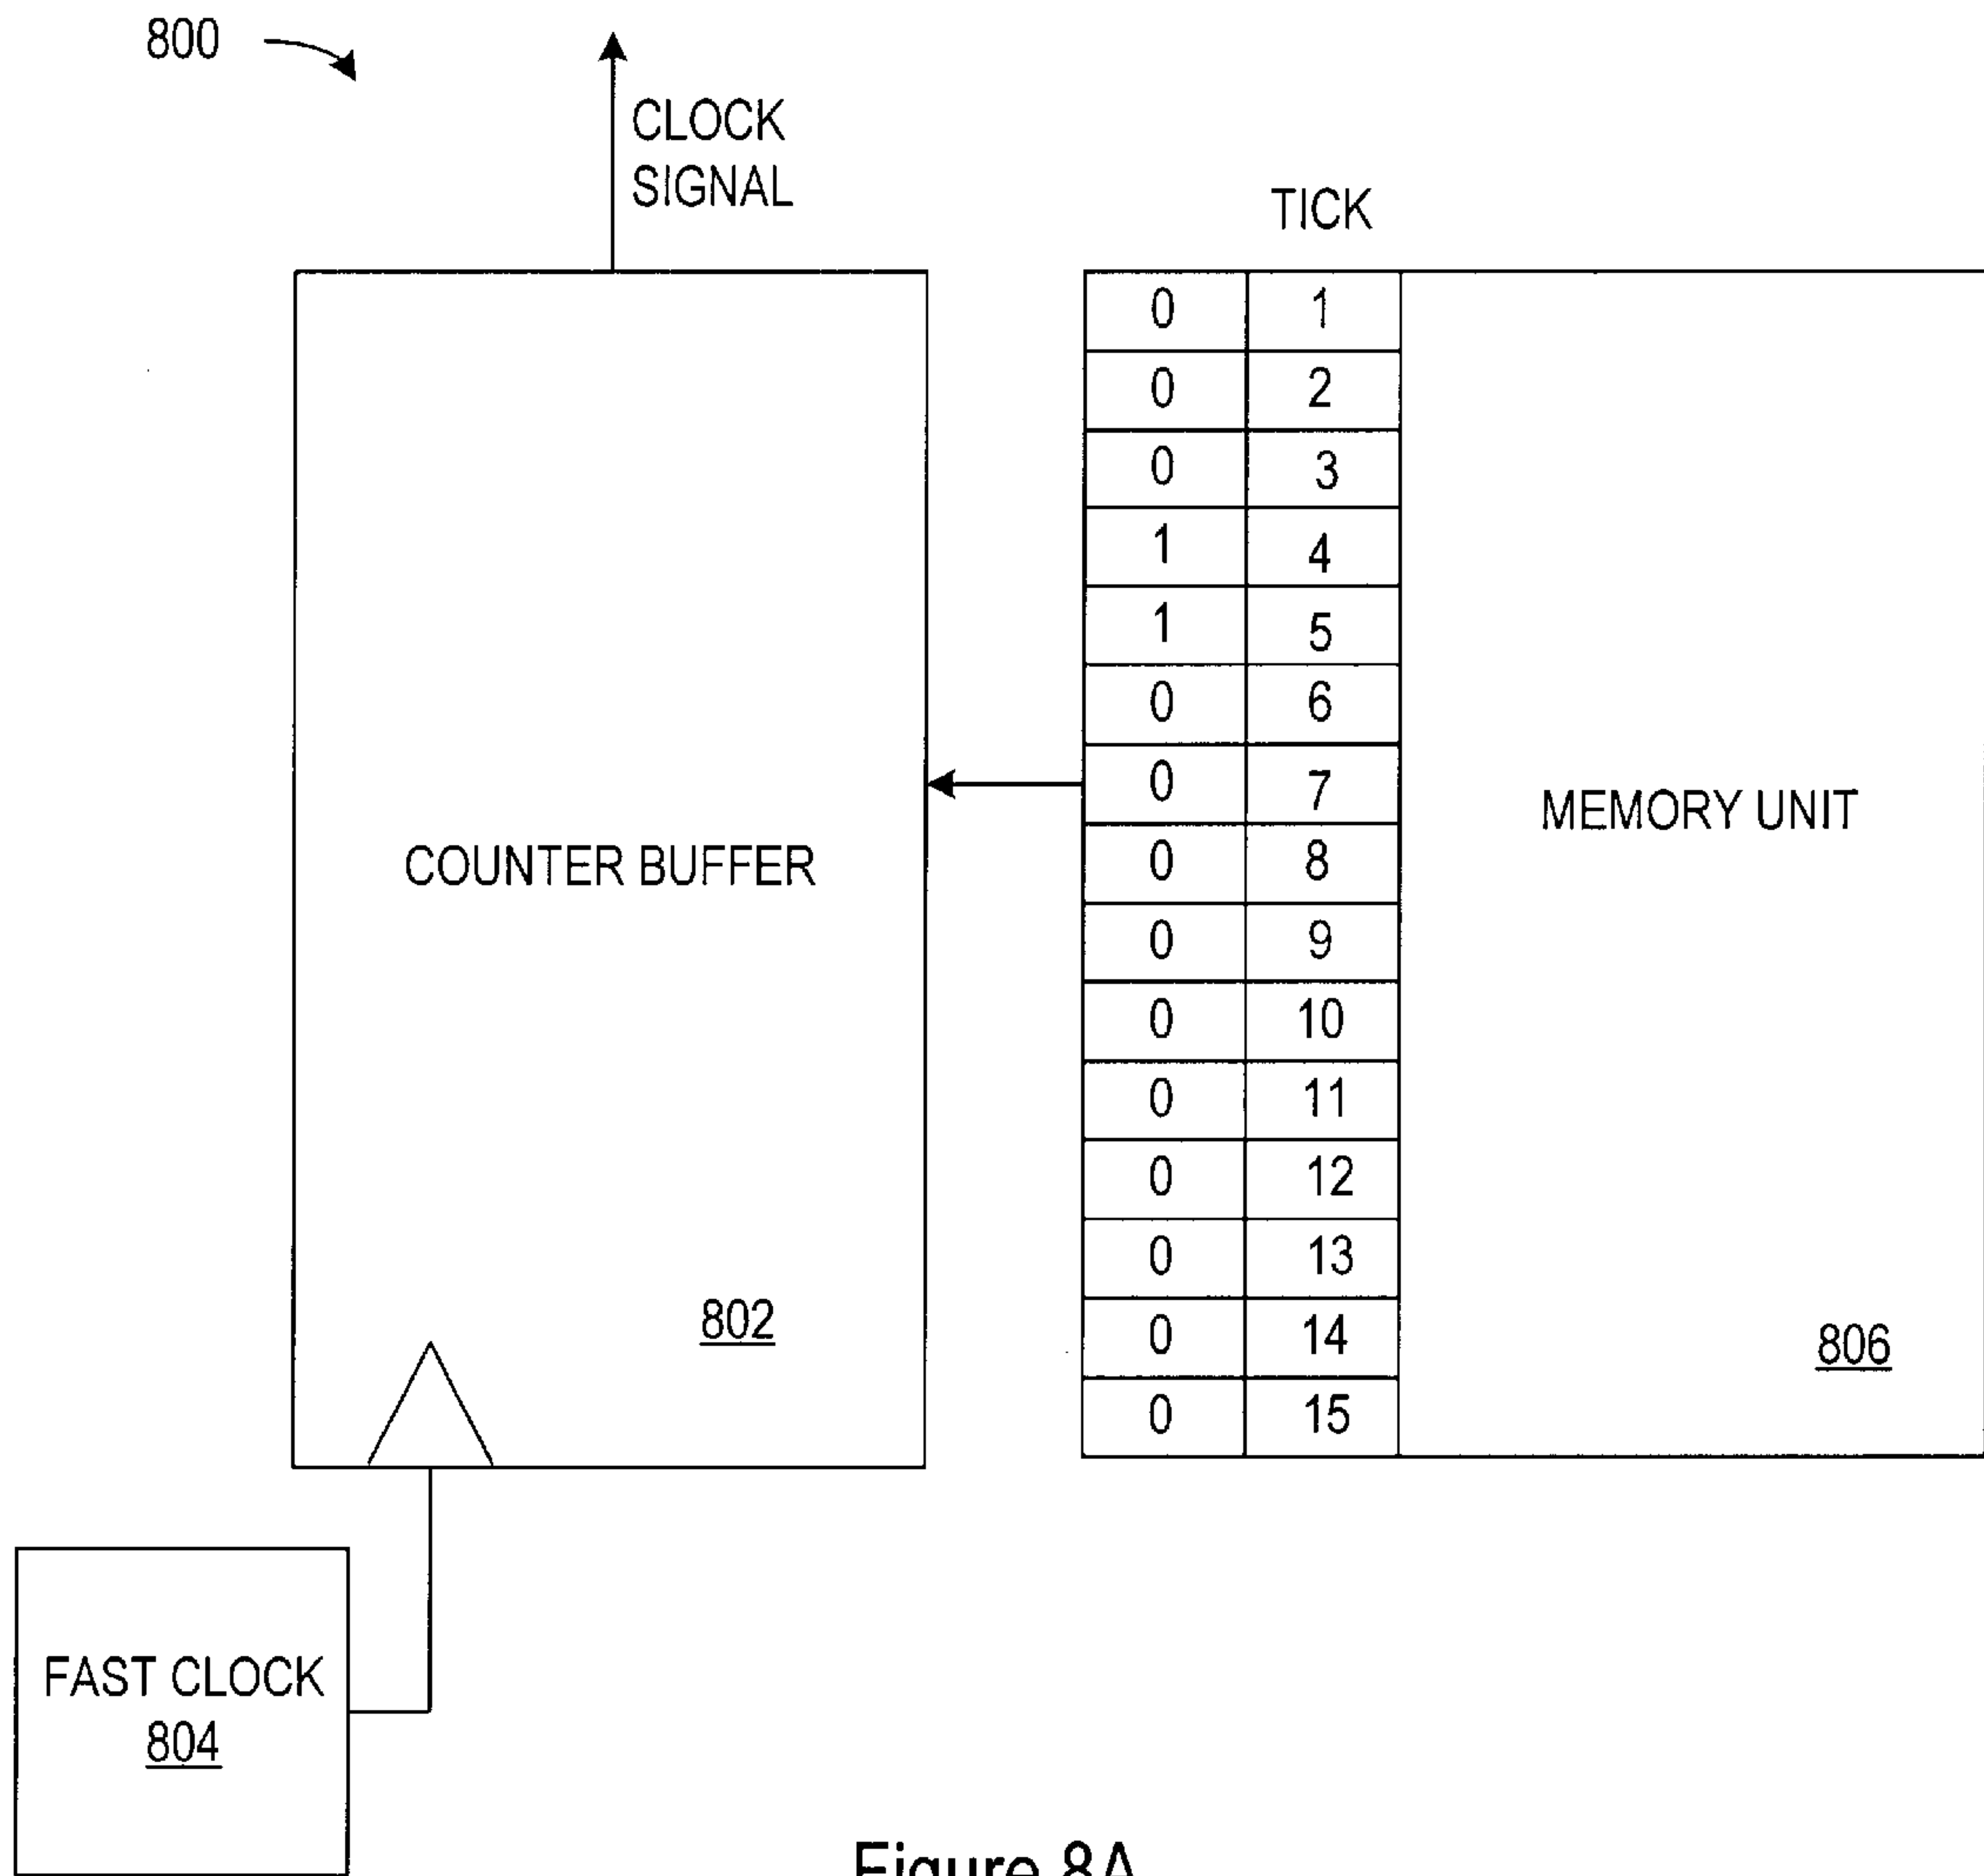 800
CLOCK
SIGNAL
TICK
0 1
0 2
0 3
1 4
1 5
0 6
0 7
0 8
0 9
0 10
0 11
0 12
0 13
0 14
0 15
MEMORY UNIT
COUNTER BUFFER
802
806
FAST CLOCK
804
Figure 8A